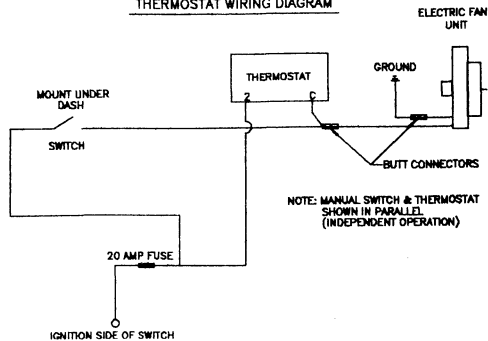 THERMOSTAT WIRING DIAGRAM
ELECTRIC FAN
UNIT
THERMOSTAT
2 C
GROUND
MOUNT UNDER
DASH
SWITCH
BUTT CONNECTORS
NOTE: MANUAL SWITCH & THERMOSTAT
SHOWN IN PARALLEL
(INDEPENDENT OPERATION)
20 AMP FUSE
IGNITION SIDE OF SWITCH